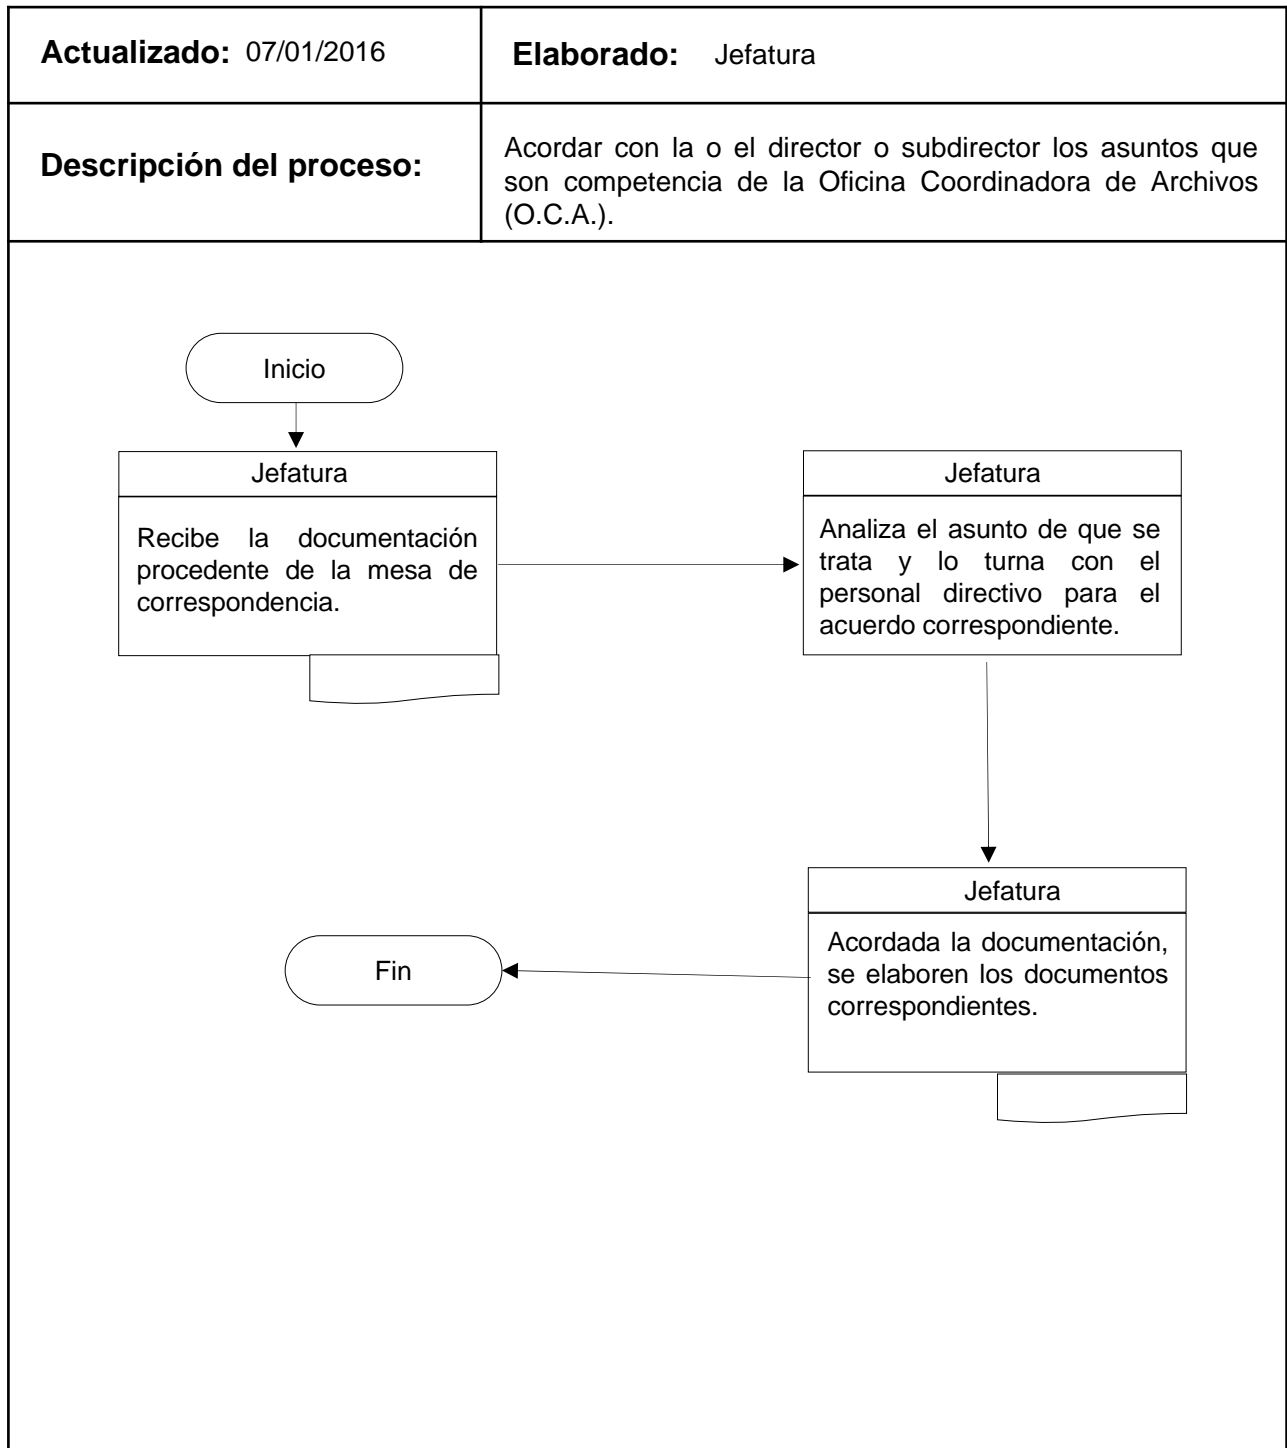 Actualizado: 07/01/2016
Elaborado: Jefatura
Descripción del proceso:
Acordar con la o el director o subdirector los asuntos que
son competencia de la Oficina Coordinadora de Archivos
(O.C.A.).
Inicio
Jefatura
Recibe la documentación
procedente de la mesa de
correspondencia.
Jefatura
Analiza el asunto de que se
trata y lo turna con el
personal directivo para el
acuerdo correspondiente.
Jefatura
Acordada la documentación,
se elaboren los documentos
correspondientes.
Fin